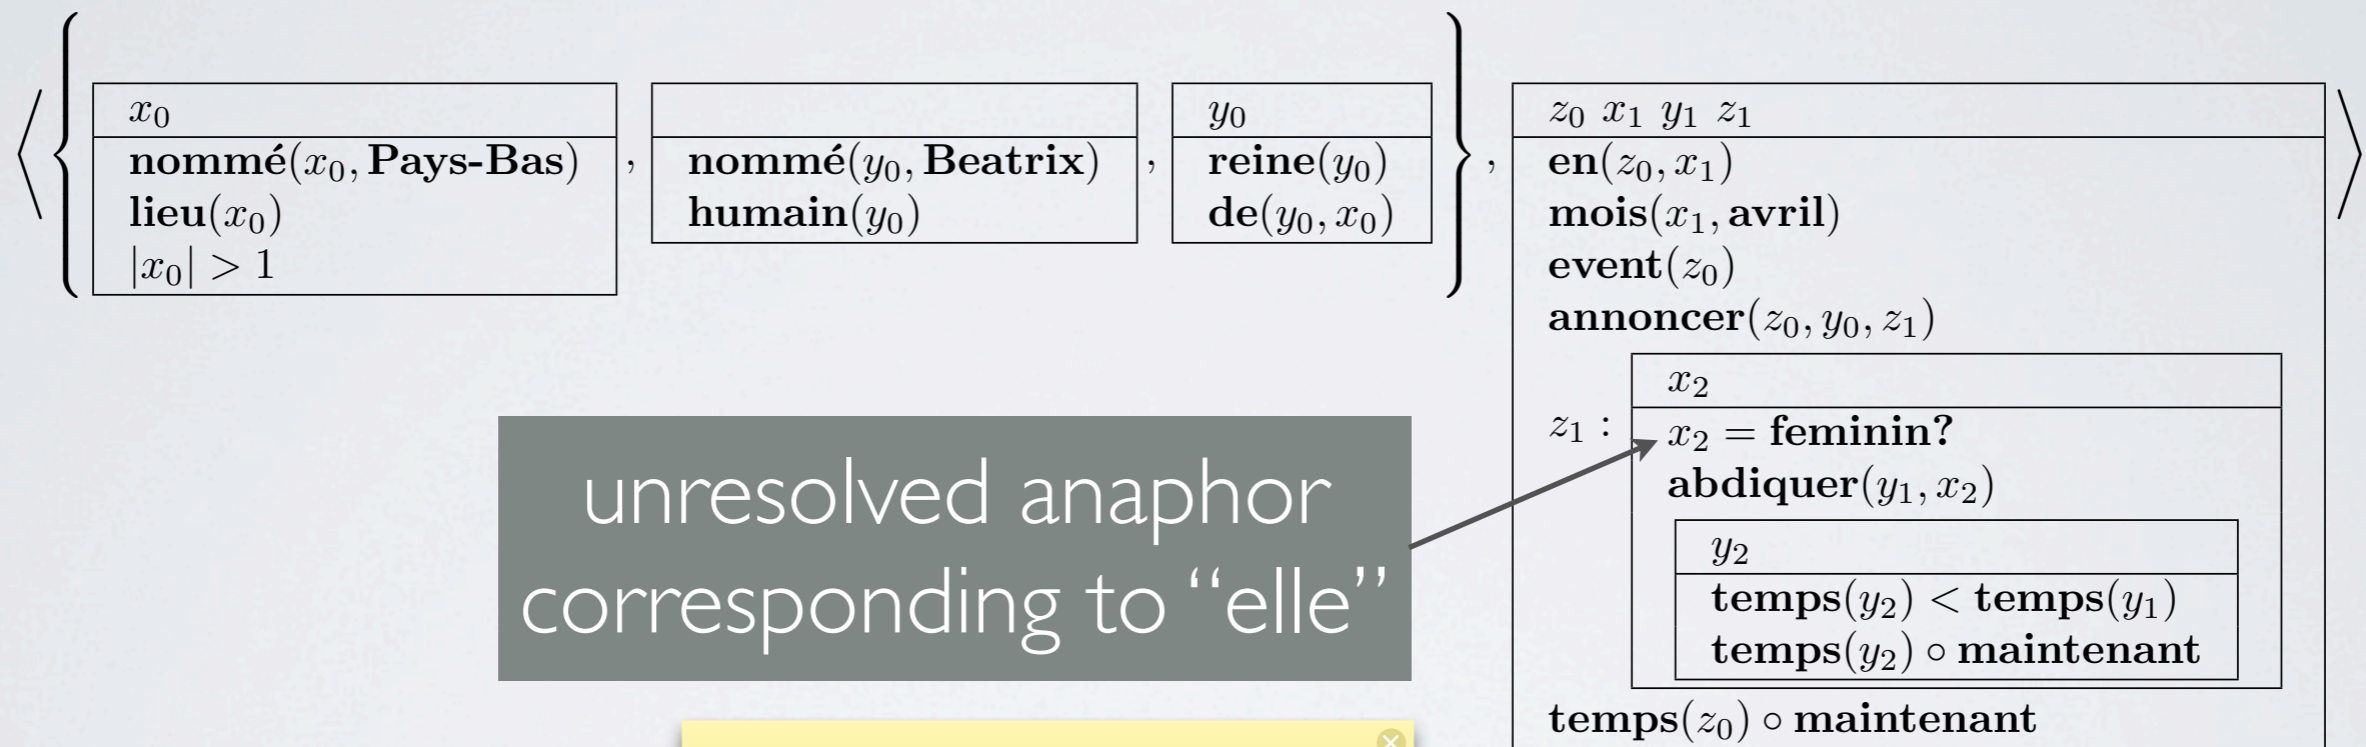 x₀
nommé(x₀, Pays-Bas)
lieu(x₀)
|x₀| > 1
,
nommé(y₀, Beatrix)
humain(y₀)
,
y₀
reine(y₀)
de(y₀, x₀)
,
z₀ x₁ y₁ z₁
en(z₀, x₁)
mois(x₁, avril)
event(z₀)
annoncer(z₀, y₀, z₁)
z₁ :
x₂
x₂ = feminin?
abdiquer(y₁, x₂)
y₂
temps(y₂) < temps(y₁)
temps(y₂) ∘ maintenant
temps(z₀) ∘ maintenant
unresolved anaphor
corresponding to “elle”